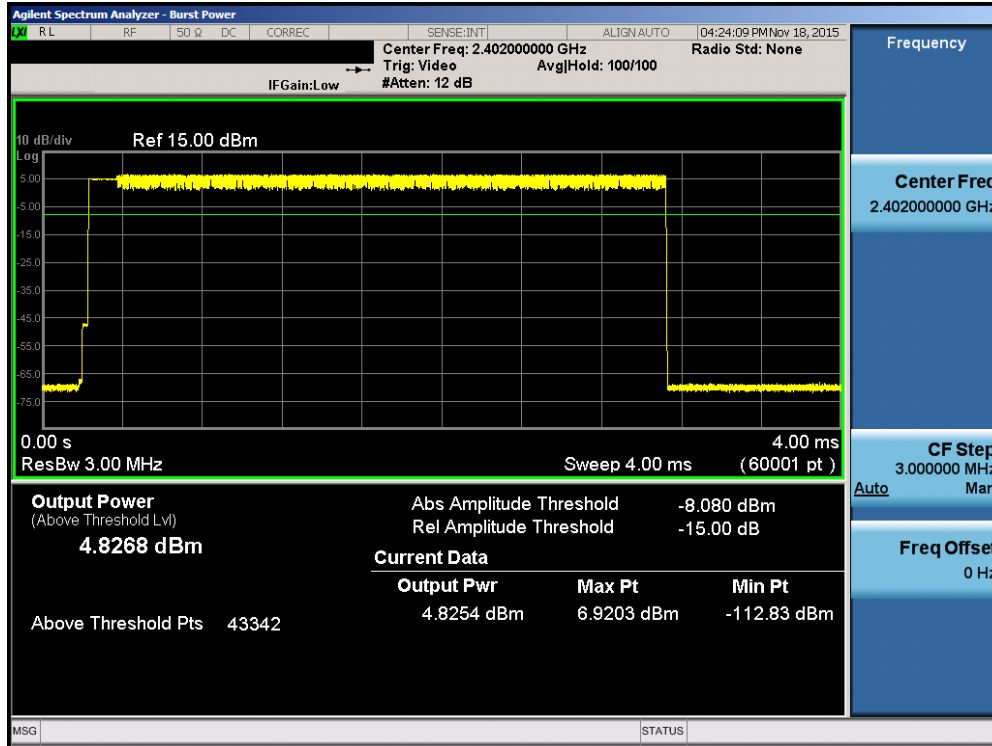 Agilent Spectrum Analyzer - Burst Power
LXI RL RF 50 Ω DC CORREC SENSE:INT ALIGN AUTO 04:24:09 PM Nov 18, 2015
Center Freq: 2.402000000 GHz Radio Std: None
Trig: Video Avg|Hold: 100/100
IFGain:Low #Atten: 12 dB
10 dB/div Ref 15.00 dBm
Log
5.00
-5.00
-15.0
-25.0
-35.0
-45.0
-55.0
-65.0
-75.0
0.00 s 4.00 ms
ResBw 3.00 MHz Sweep 4.00 ms (60001 pt)
Output Power
(Above Threshold Lvl)
4.8268 dBm
Above Threshold Pts 43342
Abs Amplitude Threshold -8.080 dBm
Rel Amplitude Threshold -15.00 dB
Current Data
Output Pwr Max Pt Min Pt
4.8254 dBm 6.9203 dBm -112.83 dBm
MSG STATUS
Frequency
Center Freq
2.402000000 GHz
CF Step
3.000000 MHz
Auto Man
Freq Offset
0 Hz